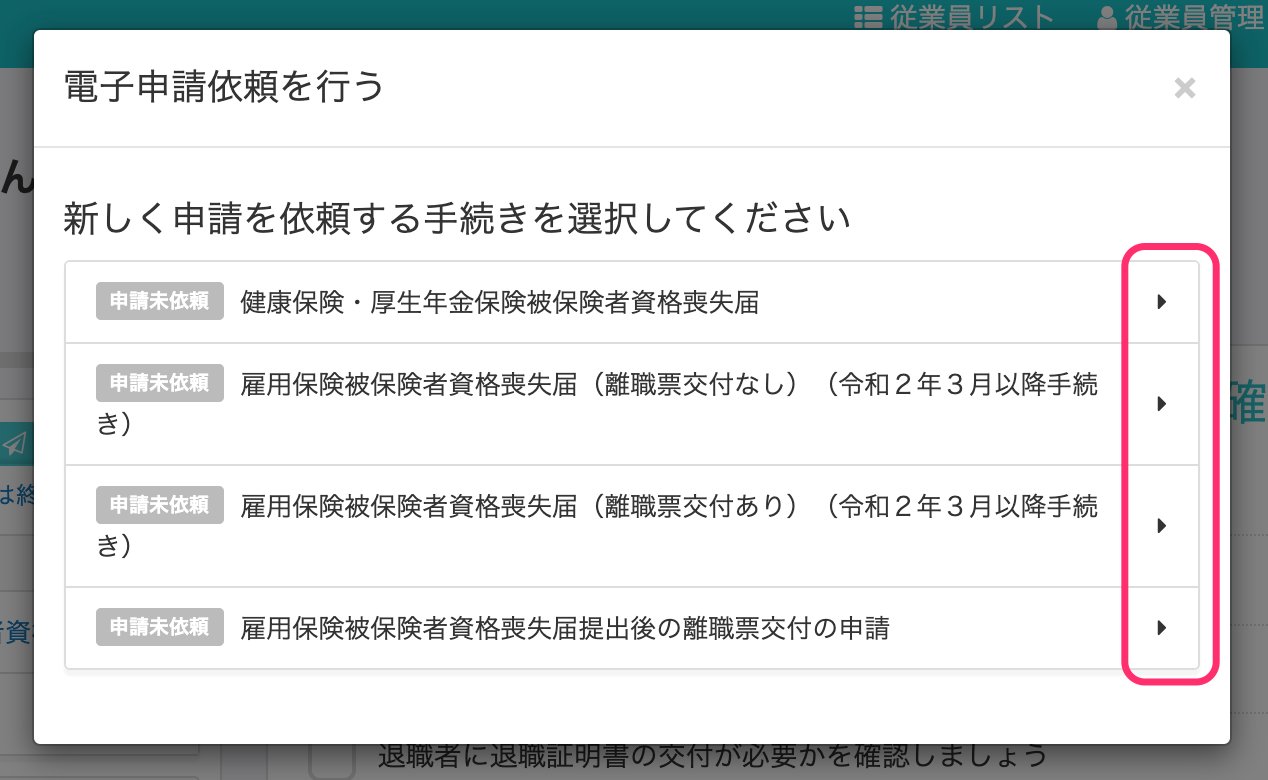 従業員リスト 従業員管理
電子申請依頼を行う ×
ん
新しく申請を依頼する手続きを選択してください
申請未依頼 健康保険・厚生年金保険被保険者資格喪失届
申請未依頼 雇用保険被保険者資格喪失届（離職票交付なし）（令和２年３月以降手続
き）
確
は終
申請未依頼 雇用保険被保険者資格喪失届（離職票交付あり）（令和２年３月以降手続
き）
申請未依頼 雇用保険被保険者資格喪失届提出後の離職票交付の申請
者資
退職者に退職証明書の交付が必要かを確認しましょう